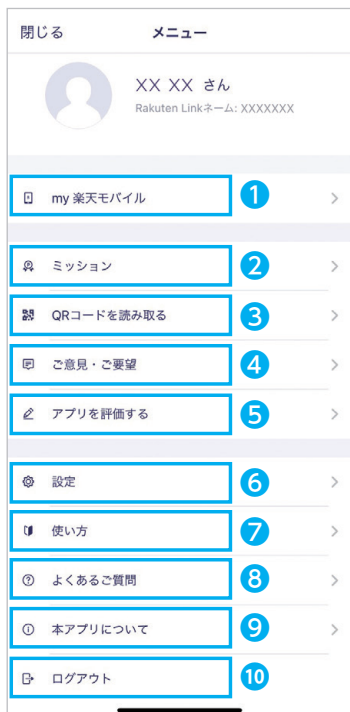 閉じる メニュー
XX XX さん
Rakuten Linkネーム: XXXXXXX
my 楽天モバイル 1
ミッション 2
QRコードを読み取る 3
ご意見・ご要望 4
アプリを評価する 5
設定 6
使い方 7
よくあるご質問 8
本アプリについて 9
ログアウト 10